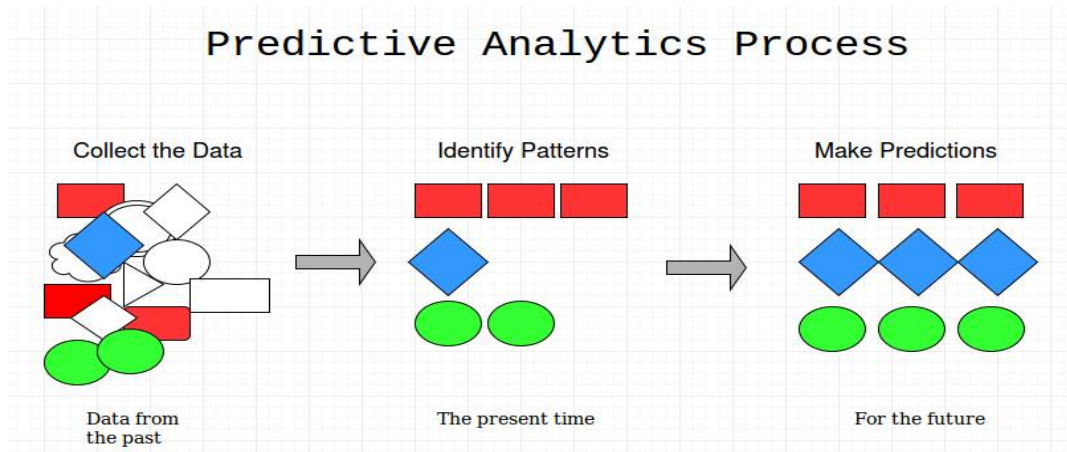 Predictive Analytics Process
Collect the Data
Identify Patterns
Make Predictions
Data from
the past
The present time
For the future